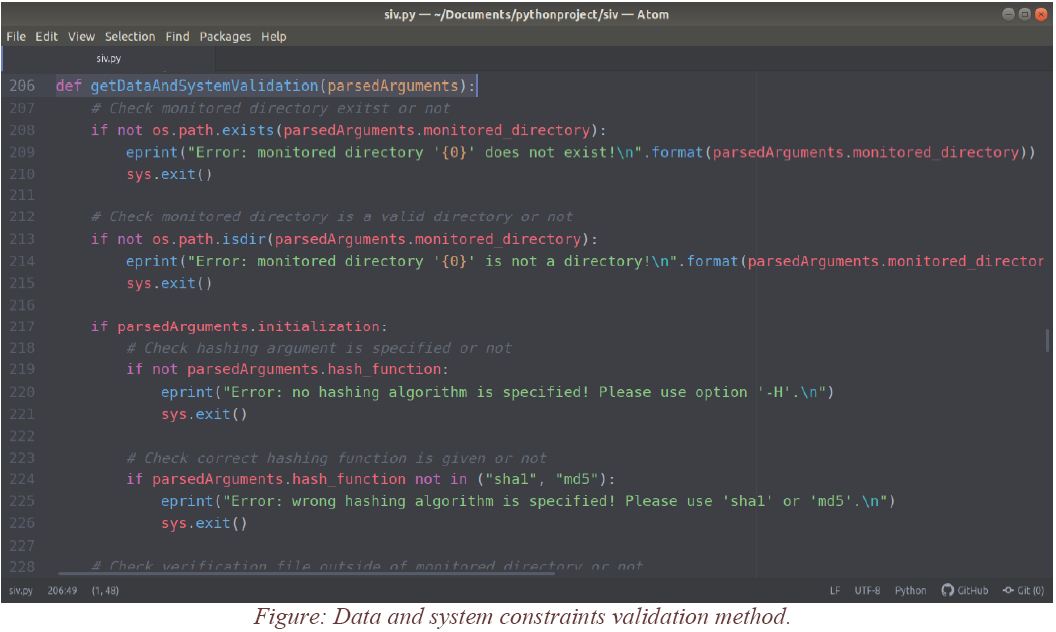 siv.py — ~/Documents/pythonproject/siv — Atom
File Edit View Selection Find Packages Help
siv.py
206 def getDataAndSystemValidation(parsedArguments):
207 # Check monitored directory exitst or not
208 if not os.path.exists(parsedArguments.monitored_directory):
209 eprint("Error: monitored directory '{0}' does not exist!\n".format(parsedArguments.monitored_directory))
210 sys.exit()
211
212 # Check monitored directory is a valid directory or not
213 if not os.path.isdir(parsedArguments.monitored_directory):
214 eprint("Error: monitored directory '{0}' is not a directory!\n".format(parsedArguments.monitored_director
215 sys.exit()
216
217 if parsedArguments.initialization:
218 # Check hashing argument is specified or not
219 if not parsedArguments.hash_function:
220 eprint("Error: no hashing algorithm is specified! Please use option '-H'.\n")
221 sys.exit()
222
223 # Check correct hashing function is given or not
224 if parsedArguments.hash_function not in ("sha1", "md5"):
225 eprint("Error: wrong hashing algorithm is specified! Please use 'sha1' or 'md5'.\n")
226 sys.exit()
227
228 # Check verification file outside of monitored directory or not
siv.py 206:49 (1, 48) LF UTF-8 Python GitHub Git (0)
Figure: Data and system constraints validation method.